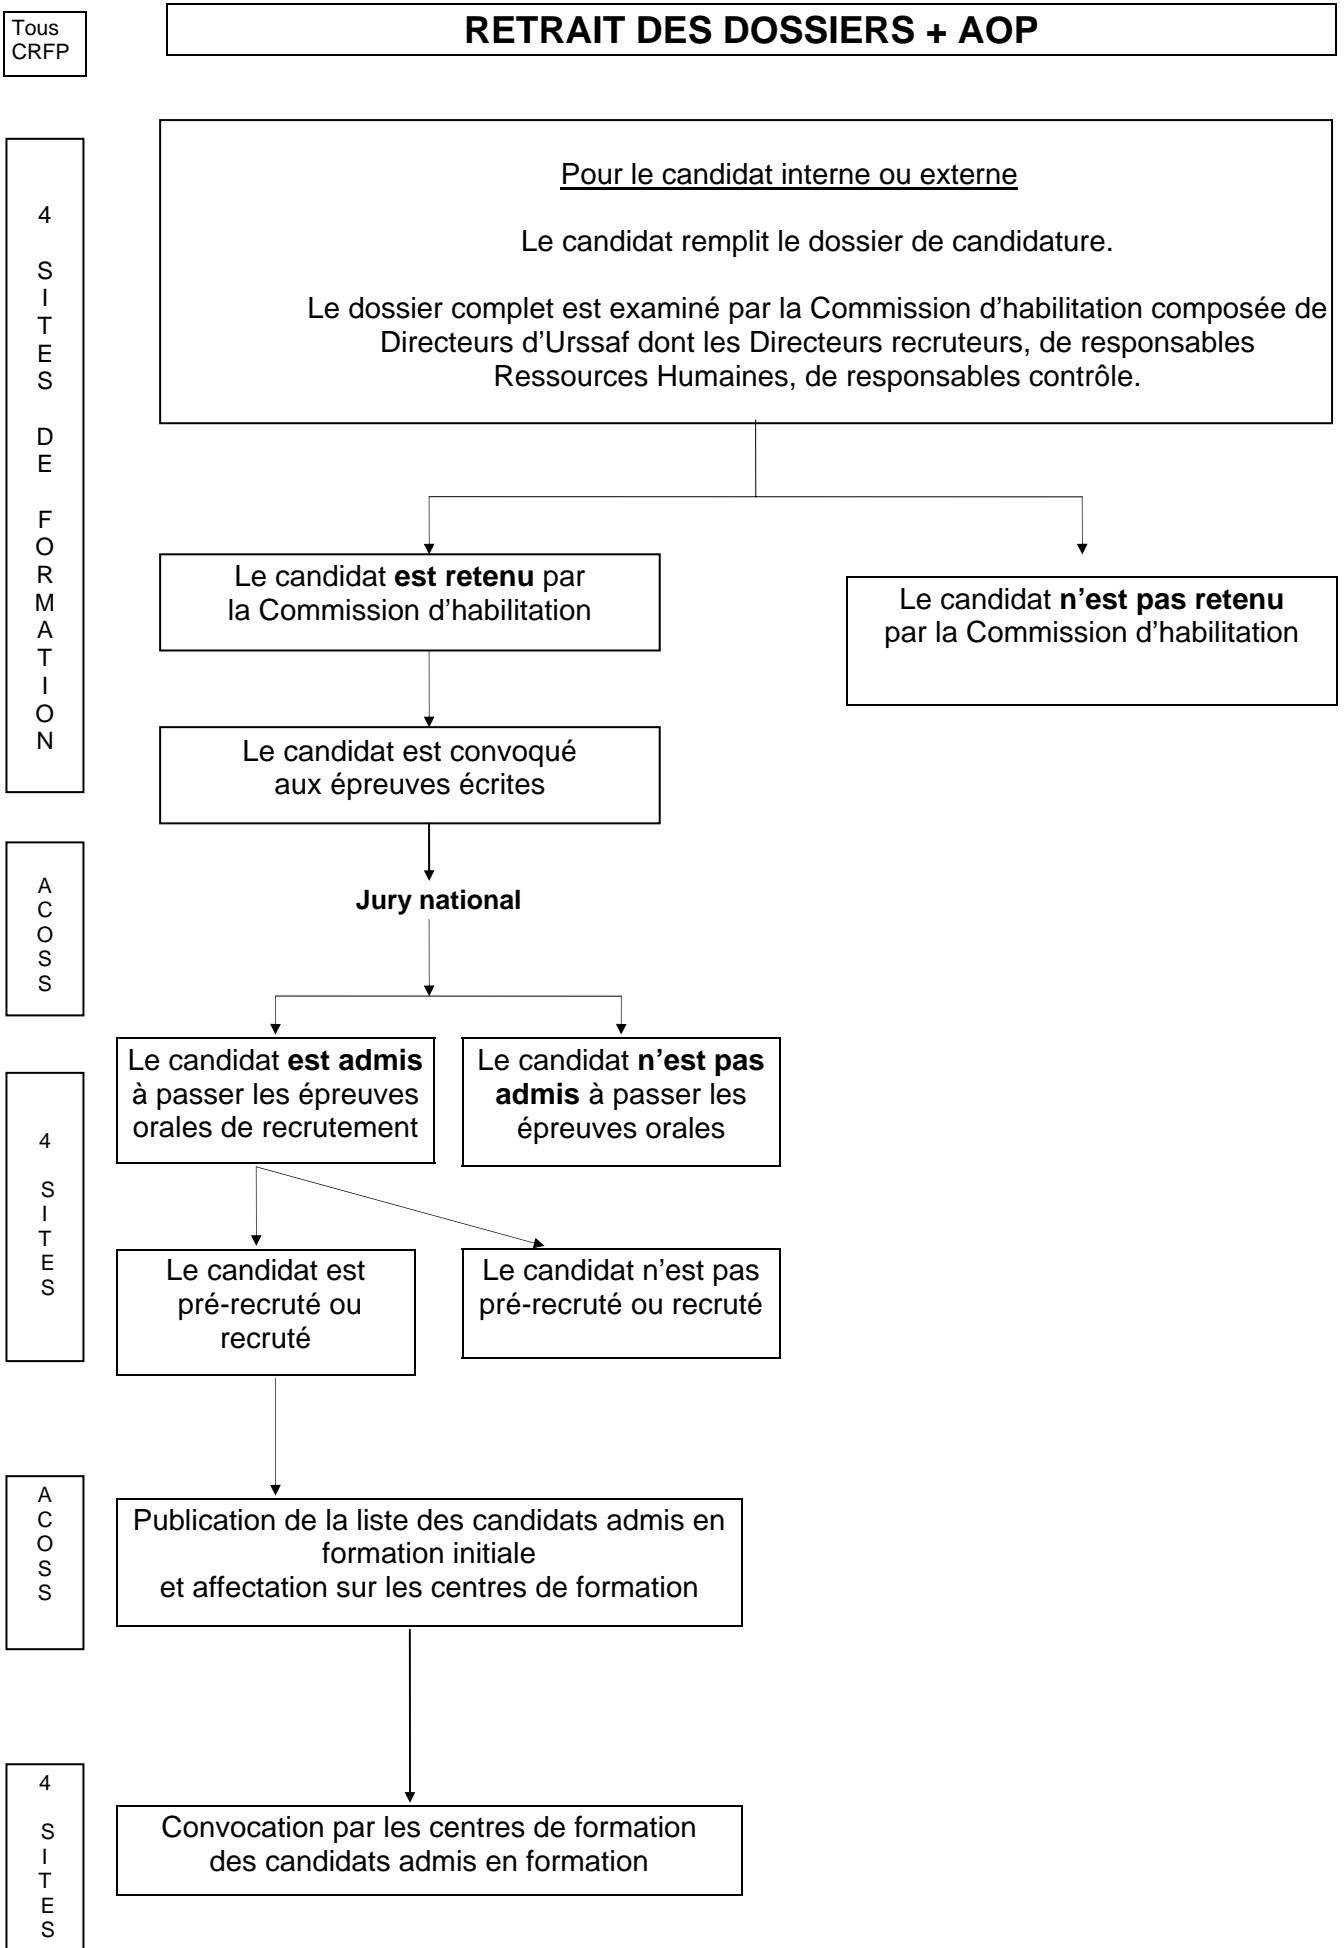 Tous
CRFP
RETRAIT DES DOSSIERS + AOP
4
S
I
T
E
S
D
E
F
O
R
M
A
T
I
O
N
Pour le candidat interne ou externe
Le candidat remplit le dossier de candidature.
Le dossier complet est examiné par la Commission d’habilitation composée de
Directeurs d’Urssaf dont les Directeurs recruteurs, de responsables
Ressources Humaines, de responsables contrôle.
Le candidat est retenu par
la Commission d’habilitation
Le candidat n’est pas retenu
par la Commission d’habilitation
Le candidat est convoqué
aux épreuves écrites
A
C
O
S
S
Jury national
4
S
I
T
E
S
Le candidat est admis
à passer les épreuves
orales de recrutement
Le candidat n’est pas
admis à passer les
épreuves orales
Le candidat est
pré-recruté ou
recruté
Le candidat n’est pas
pré-recruté ou recruté
A
C
O
S
S
Publication de la liste des candidats admis en
formation initiale
et affectation sur les centres de formation
4
S
I
T
E
S
Convocation par les centres de formation
des candidats admis en formation